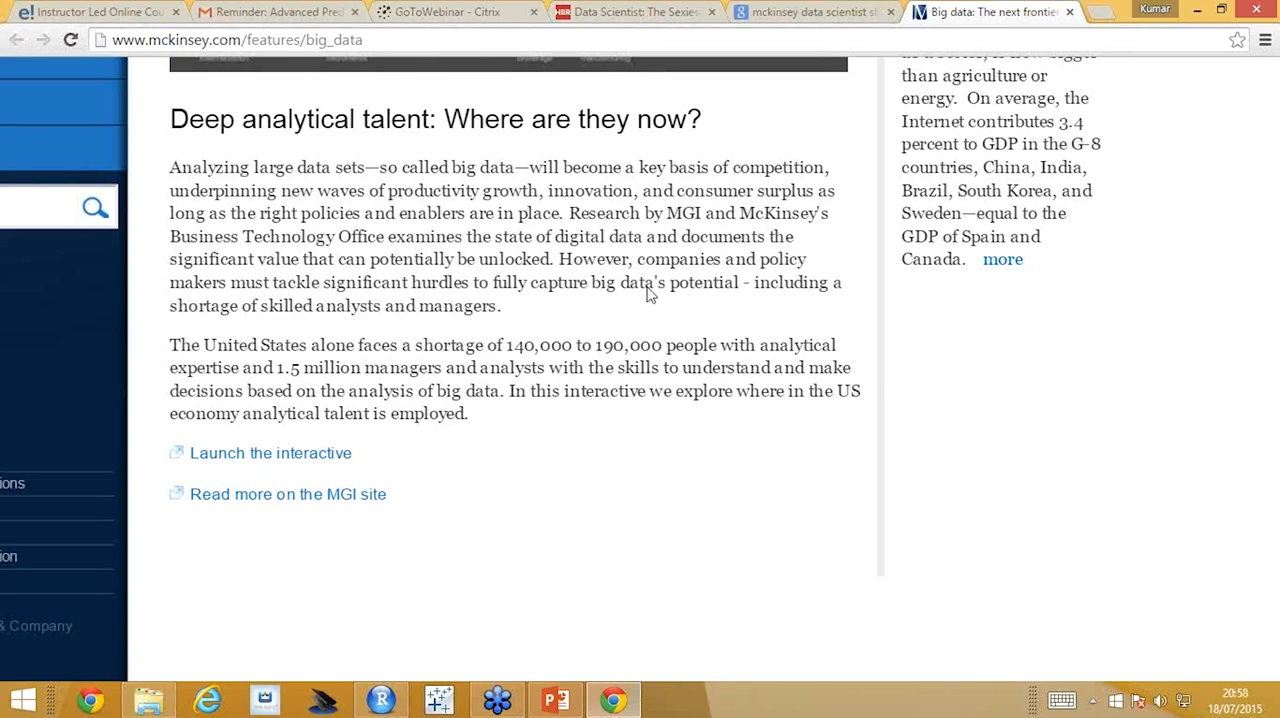 Instructor Led Online Cou
Reminder: Advanced Pred
GoToWebinar - Citrix
HBR Data Scientist: The Sexies
mckinsey data scientist sh
Big data: The next frontie
Kumar
www.mckinsey.com/features/big_data
Deep analytical talent: Where are they now?
Analyzing large data sets—so called big data—will become a key basis of competition,
underpinning new waves of productivity growth, innovation, and consumer surplus as
long as the right policies and enablers are in place. Research by MGI and McKinsey's
Business Technology Office examines the state of digital data and documents the
significant value that can potentially be unlocked. However, companies and policy
makers must tackle significant hurdles to fully capture big data's potential - including a
shortage of skilled analysts and managers.
The United States alone faces a shortage of 140,000 to 190,000 people with analytical
expertise and 1.5 million managers and analysts with the skills to understand and make
decisions based on the analysis of big data. In this interactive we explore where in the US
economy analytical talent is employed.
Launch the interactive
Read more on the MGI site
than agriculture or
energy. On average, the
Internet contributes 3.4
percent to GDP in the G-8
countries, China, India,
Brazil, South Korea, and
Sweden—equal to the
GDP of Spain and
Canada. more
ions
ion
& Company
20:58
18/07/2015